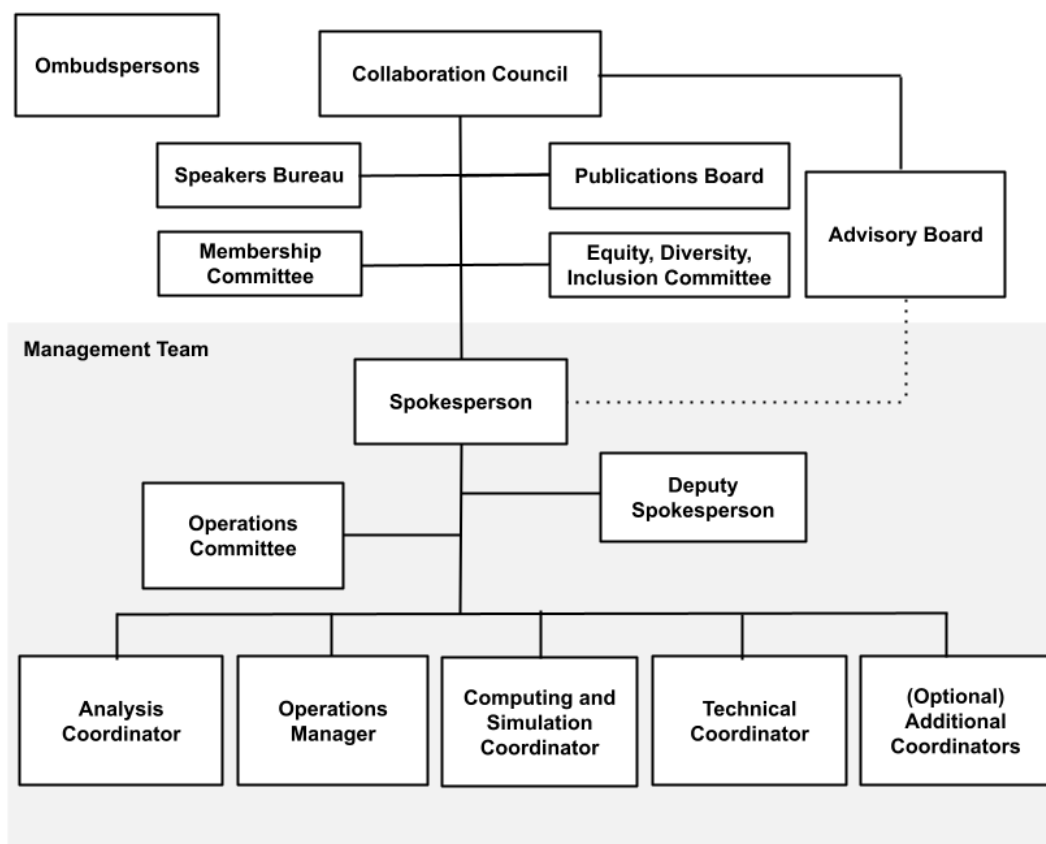 Ombudspersons
Collaboration Council
Speakers Bureau
Publications Board
Advisory Board
Membership
Committee
Equity, Diversity,
Inclusion Committee
Management Team
Spokesperson
Deputy
Spokesperson
Operations
Committee
Analysis
Coordinator
Operations
Manager
Computing and
Simulation
Coordinator
Technical
Coordinator
(Optional)
Additional
Coordinators